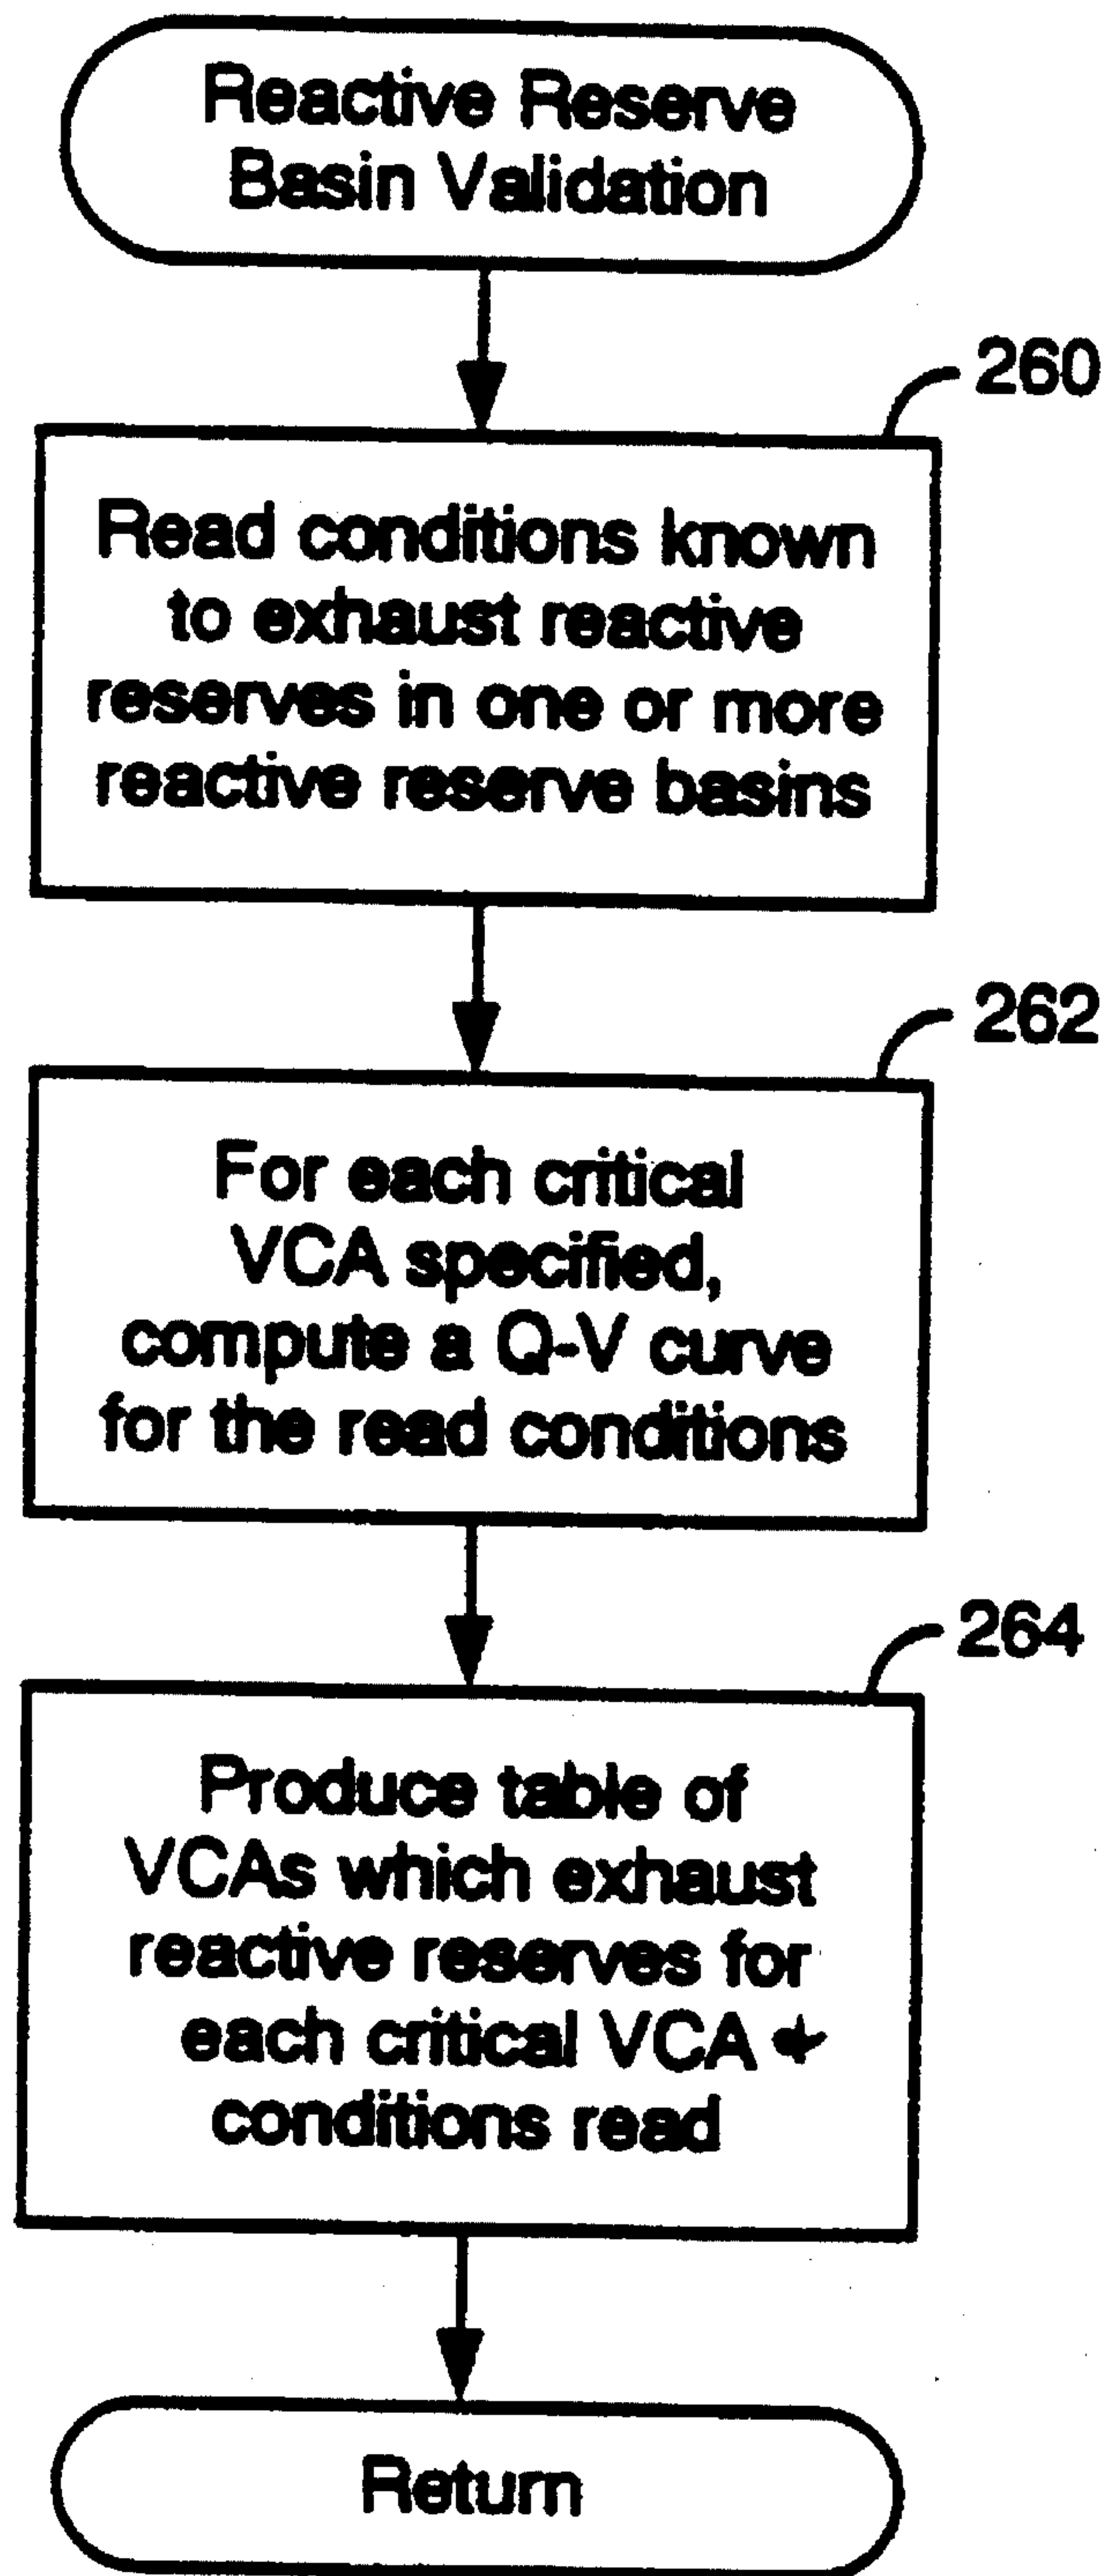 Reactive Reserve
Basin Validation
260
Read conditions known
to exhaust reactive
reserves in one or more
reactive reserve basins
262
For each critical
VCA specified,
compute a Q-V curve
for the read conditions
264
Produce table of
VCAs which exhaust
reactive reserves for
each critical VCA +
conditions read
Return